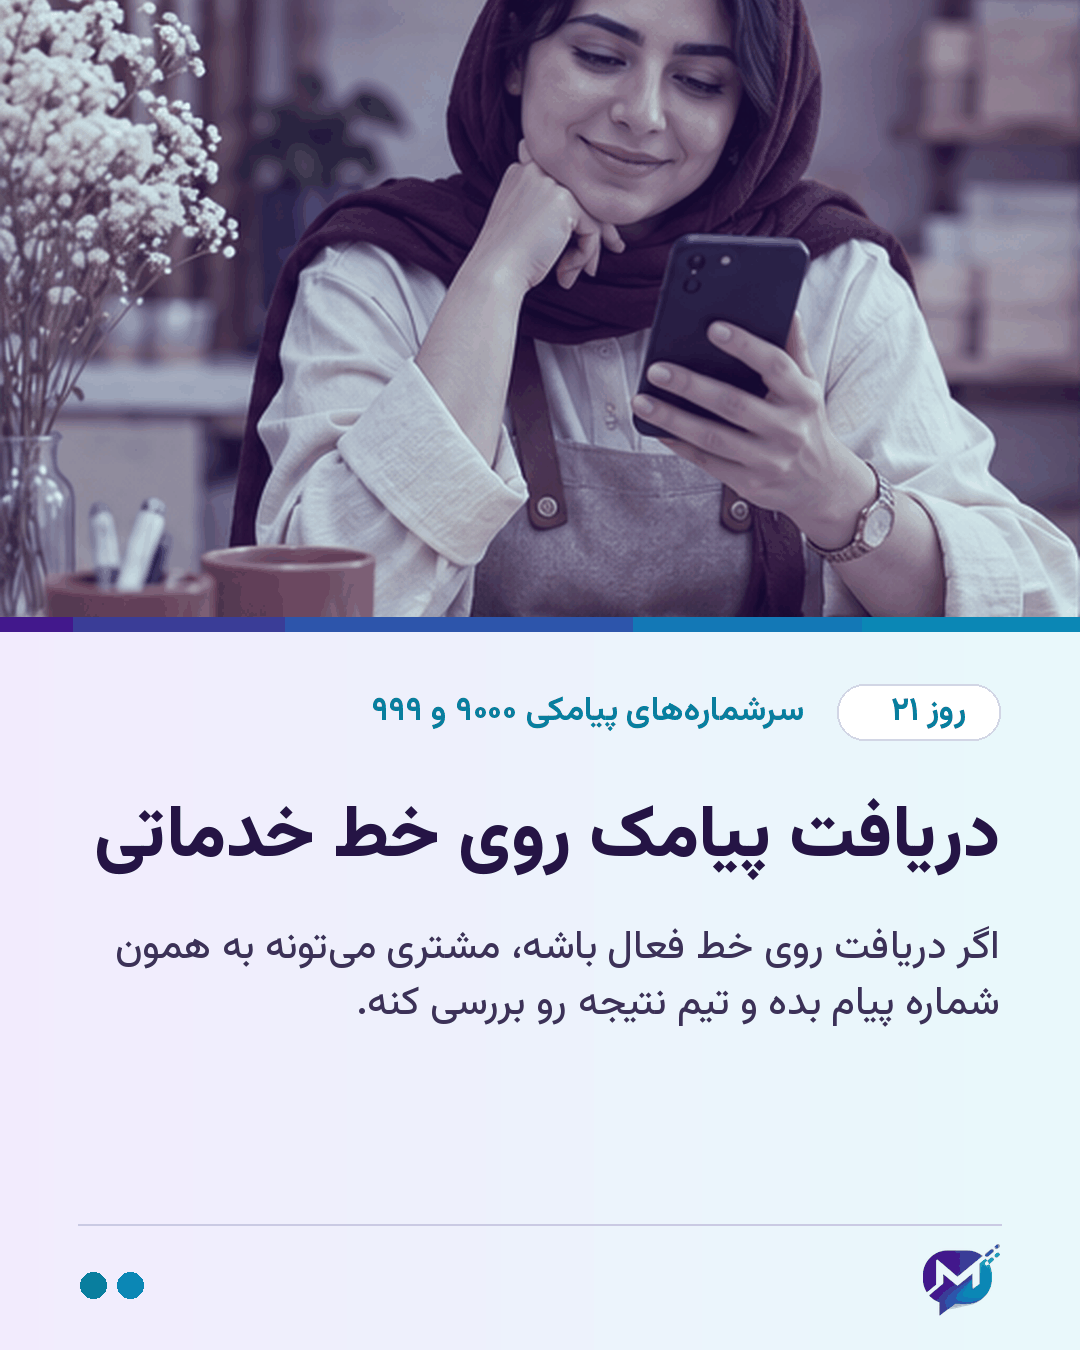 روز ۲۱
سرشماره‌های پیامکی ۹۰۰۰ و ۹۹۹
دریافت پیامک روی خط خدماتی
اگر دریافت روی خط فعال باشه، مشتری می‌تونه به همون
شماره پیام بده و تیم نتیجه رو بررسی کنه.